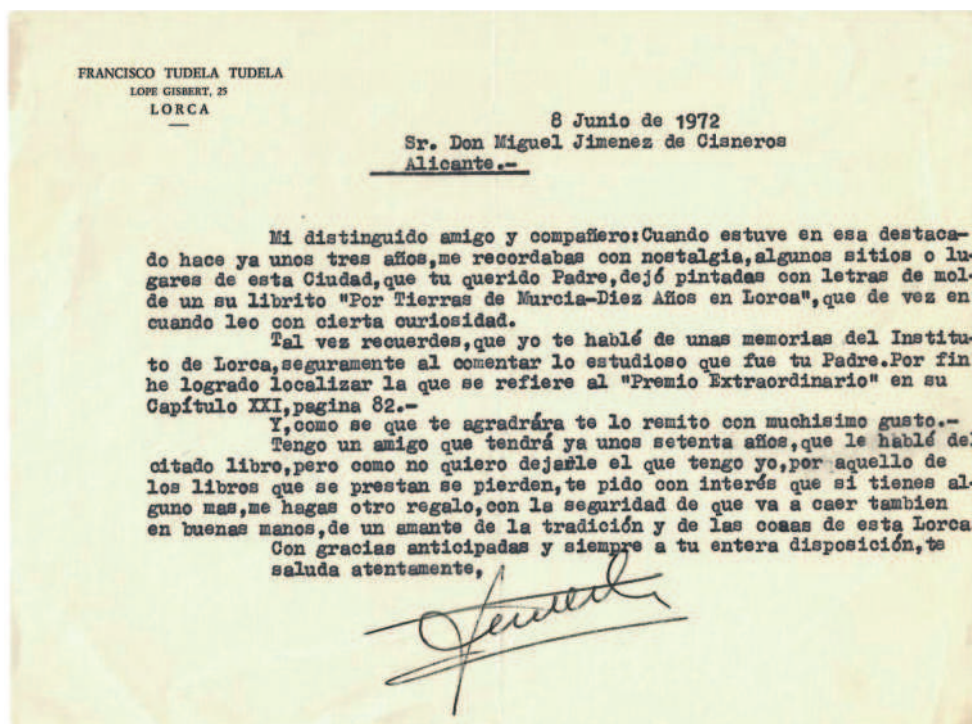 FRANCISCO TUDELA TUDELA
LOPE GISBERT, 25
LORCA
8 Junio de 1972
Sr. Don Miguel Jimenez de Cisneros
Alicante.-
Mi distinguido amigo y compañero:Cuando estuve en esa destaca-
do hace ya unos tres años,me recordabas con nostalgia,algunos sitios o lu-
gares de esta Ciudad,que tu querido Padre,dejó pintadas con letras de mol-
de un su librito "Por Tierras de Murcia-Diez Años en Lorca",que de vez en
cuando leo con cierta curiosidad.
Tal vez recuerdes,que yo te hablé de unas memorias del Institu-
to de Lorca,seguramente al comentar lo estudioso que fue tu Padre.Por fin
he logrado localizar la que se refiere al "Premio Extraordinario" en su
Capítulo XXI,pagina 82.-
Y,como se que te agradrára te lo remito con muchisimo gusto.-
Tengo un amigo que tendrá ya unos setenta años,que le hablé del
citado libro,pero como no quiero dejarle el que tengo yo,por aquello de
los libros que se prestan se pierden,te pido con interés que si tienes al-
guno mas,me hagas otro regalo,con la seguridad de que va a caer tambien
en buenas manos,de un amante de la tradición y de las cosas de esta Lorca
Con gracias anticipadas y siempre a tu entera disposición,te
saluda atentamente,